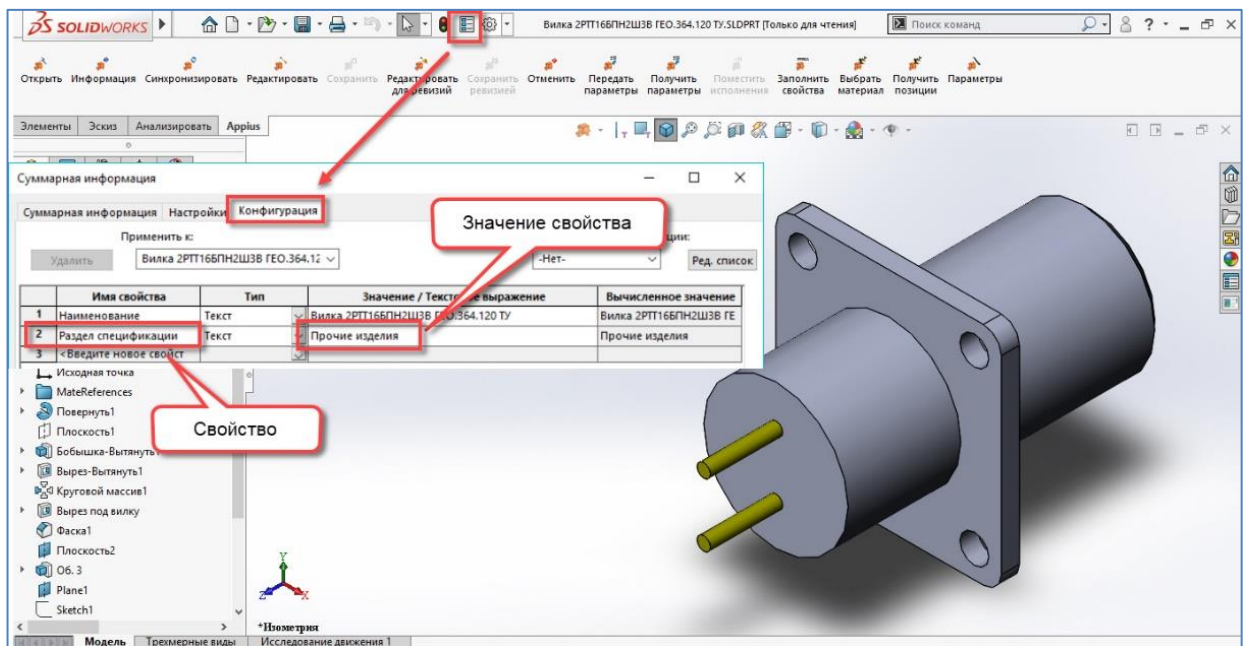 SOLIDWORKS
Вилка 2РТТ16БПН2Ш3В ГЕО.364.120 ТУ.SLDPRT [Только для чтения]
Поиск команд
Открыть Информация Синхронизировать Редактировать Сохранить Редактировать для ревизий Сохранить ревизией Отменить Передать параметры Получить параметры Поместить исполнения Заполнить свойства Выбрать материал Получить позиции Параметры
Элементы Эскиз Анализировать Appius
Суммарная информация
Суммарная информация Настройки Конфигурация
Значение свойства
Применить к:
Удалить
Вилка 2РТТ16БПН2Ш3В ГЕО.364.12
-Нет-
Ред. список
Имя свойства Тип Значение / Текстовое выражение Вычисленное значение
1 Наименование Текст Вилка 2РТТ16БПН2Ш3В ГЕО.364.120 ТУ Вилка 2РТТ16БПН2Ш3В ГЕ
2 Раздел спецификации Текст Прочие изделия Прочие изделия
3 <Введите новое свойст
Исходная точка
MateReferences
Повернуть1
Свойство
Плоскость1
Бобышка-Вытянуть1
Вырез-Вытянуть1
Круговой массив1
Вырез под вилку
Фаска1
Плоскость2
Об. 3
Plane1
Sketch1
Y
Z X
*Изометрия
Модель Трехмерные виды Исследование движения 1